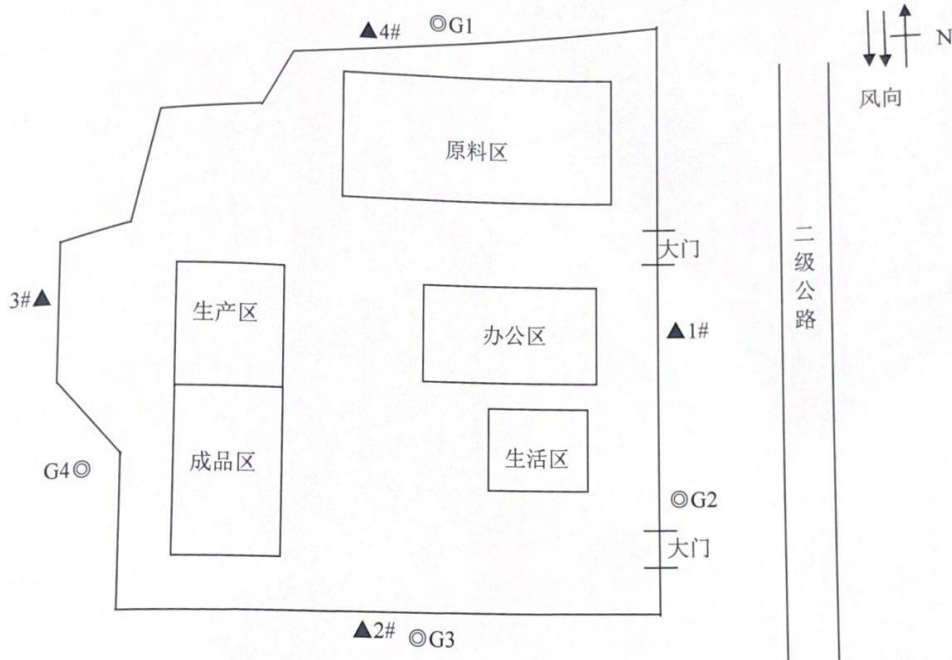 ▲4# ◎G1
N
风向
原料区
大门
二级公路
3#▲
生产区
办公区
▲1#
成品区
生活区
G4◎
◎G2
大门
▲2# ◎G3